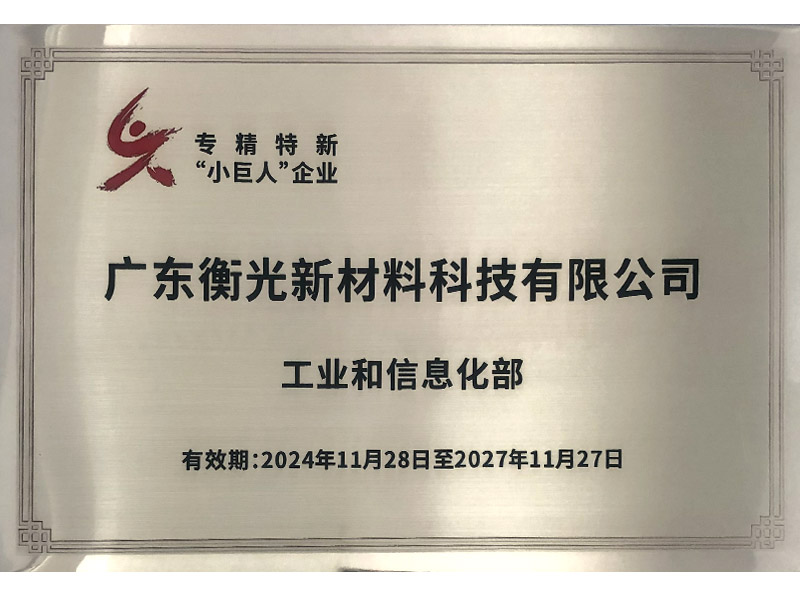 专精特新
“小巨人”企业
广东衡光新材料科技有限公司
工业和信息化部
有效期:2024年11月28日至2027年11月27日